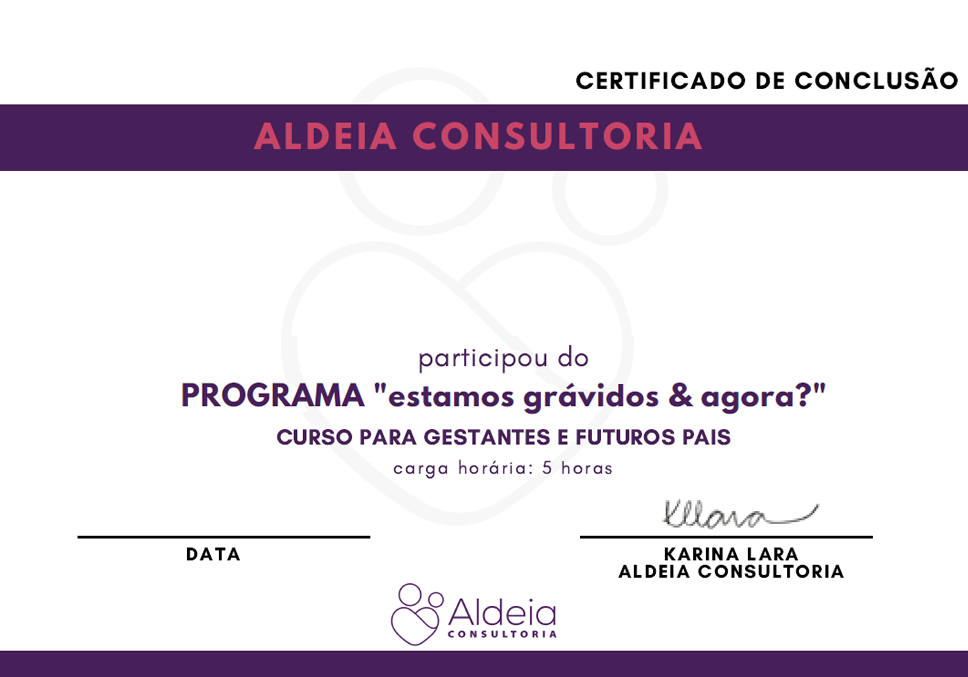 CERTIFICADO DE CONCLUSÃO
ALDEIA CONSULTORIA
participou do
PROGRAMA "estamos grávidos & agora?"
CURSO PARA GESTANTES E FUTUROS PAIS
carga horária: 5 horas
KLlara
DATA
KARINA LARA
ALDEIA CONSULTORIA
Aldeia
CONSULTORIA